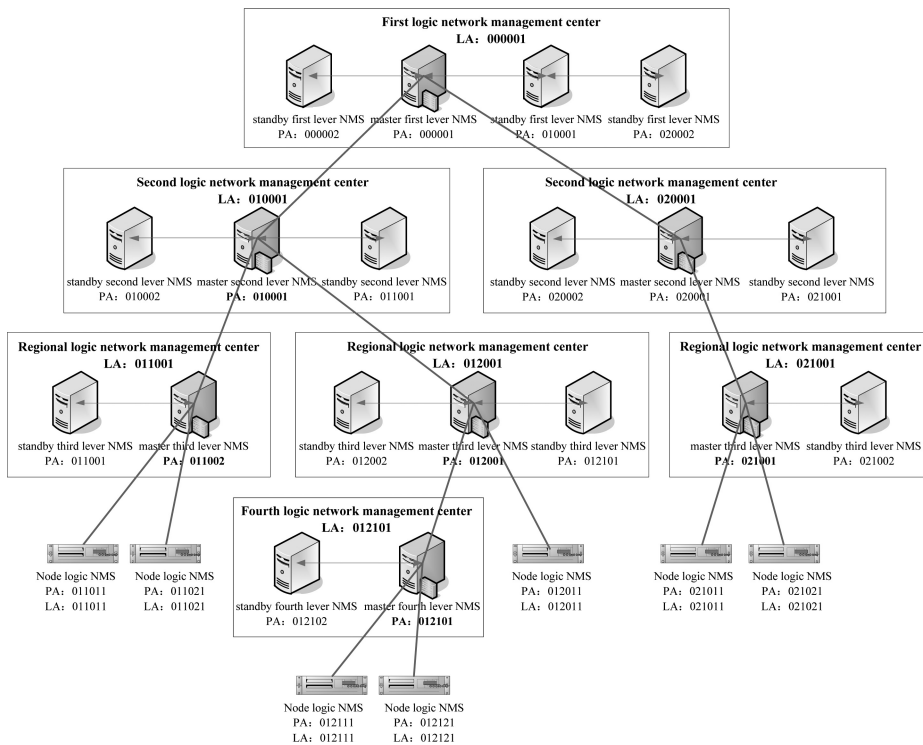 First logic network management center
LA：000001
standby first lever NMS
PA：000002
master first lever NMS
PA：000001
standby first lever NMS
PA：010001
standby first lever NMS
PA：020002
Second logic network management center
LA：010001
standby second lever NMS
PA：010002
master second lever NMS
PA：010001
standby second lever NMS
PA：011001
Second logic network management center
LA：020001
standby second lever NMS
PA：020002
master second lever NMS
PA：020001
standby second lever NMS
PA：021001
Regional logic network management center
LA：011001
standby third lever NMS
PA：011001
master third lever NMS
PA：011002
Regional logic network management center
LA：012001
standby third lever NMS
PA：012002
master third lever NMS
PA：012001
standby third lever NMS
PA：012101
Regional logic network management center
LA：021001
master third lever NMS
PA：021001
standby third lever NMS
PA：021002
Fourth logic network management center
LA：012101
standby fourth lever NMS
PA：012102
master fourth lever NMS
PA：012101
Node logic NMS
PA：011011
LA：011011
Node logic NMS
PA：011021
LA：011021
Node logic NMS
PA：012011
LA：012011
Node logic NMS
PA：021011
LA：021011
Node logic NMS
PA：021021
LA：021021
Node logic NMS
PA：012111
LA：012111
Node logic NMS
PA：012121
LA：012121